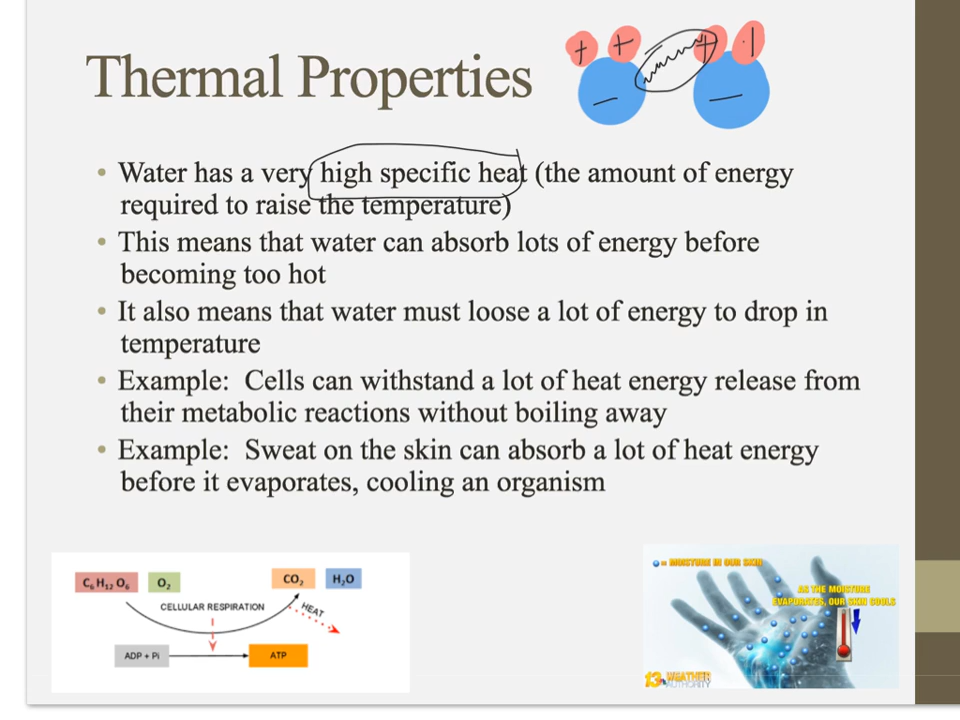 Thermal Properties
+ + + +
− −
• Water has a very high specific heat (the amount of energy
required to raise the temperature)
• This means that water can absorb lots of energy before
becoming too hot
• It also means that water must loose a lot of energy to drop in
temperature
• Example: Cells can withstand a lot of heat energy release from
their metabolic reactions without boiling away
• Example: Sweat on the skin can absorb a lot of heat energy
before it evaporates, cooling an organism
C₆H₁₂O₆ O₂ CO₂ H₂O
CELLULAR RESPIRATION HEAT
ADP + Pi ATP
= MOISTURE IN OUR SKIN
AS THE MOISTURE
EVAPORATES, OUR SKIN COOLS
13 WEATHER
AUTHORITY